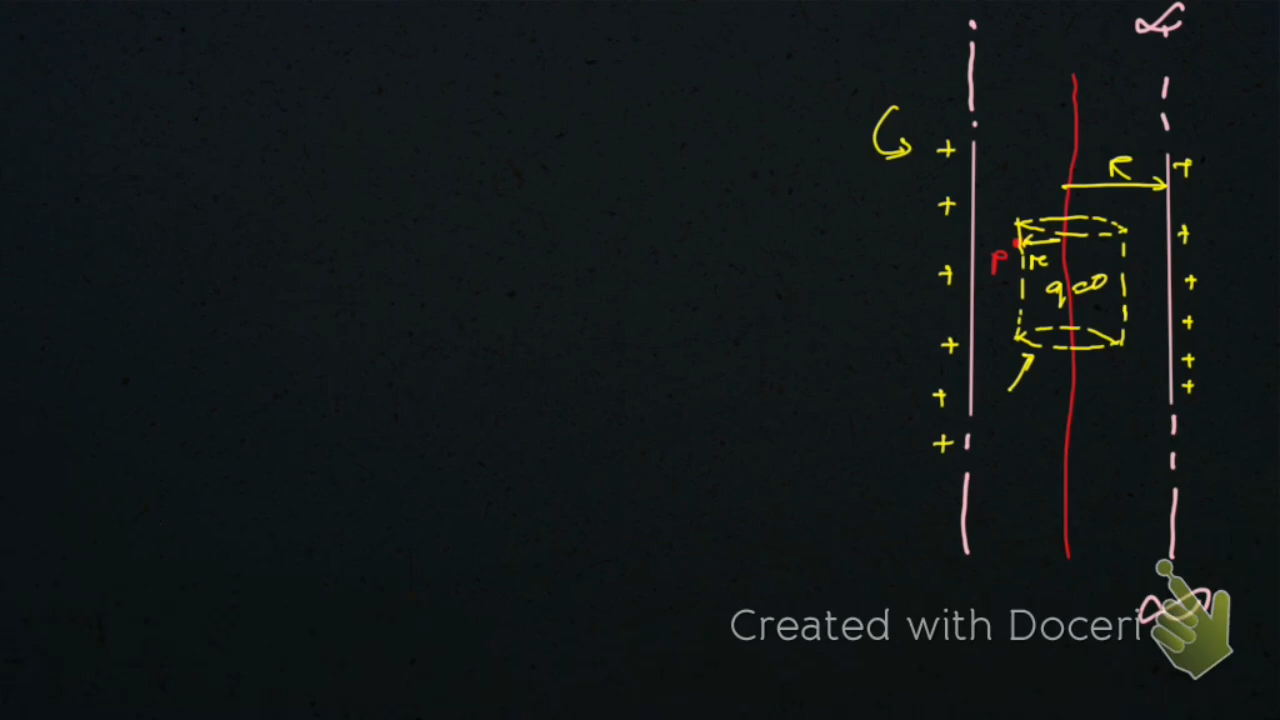 ∞
+ +
R
+ +
P r
+ q=0 +
+
+ +
+ +
+
∞
Created with Doceri